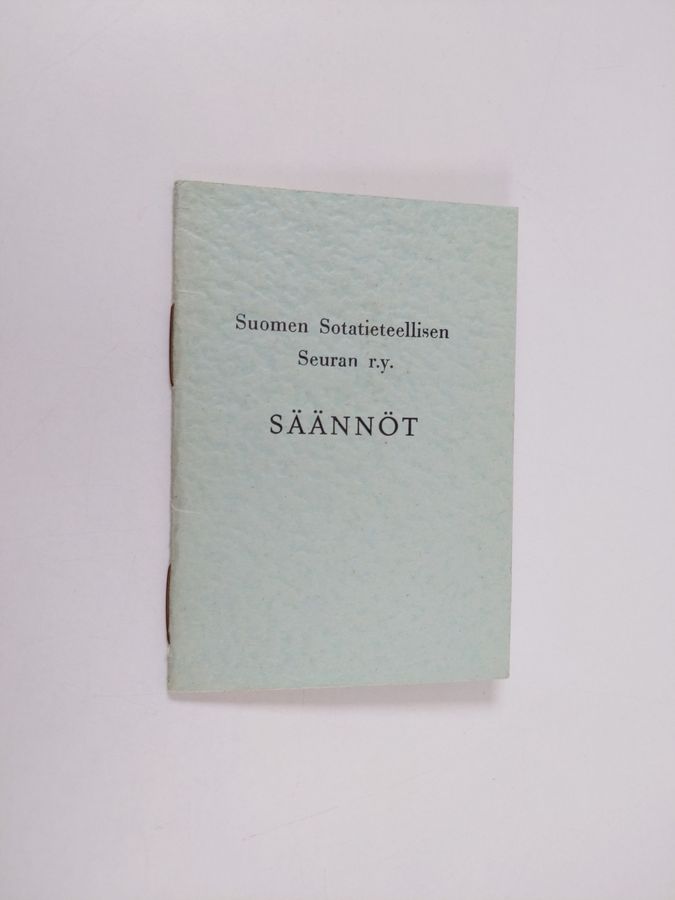 Suomen Sotatieteellisen
Seuran r.y.
SÄÄNNÖT